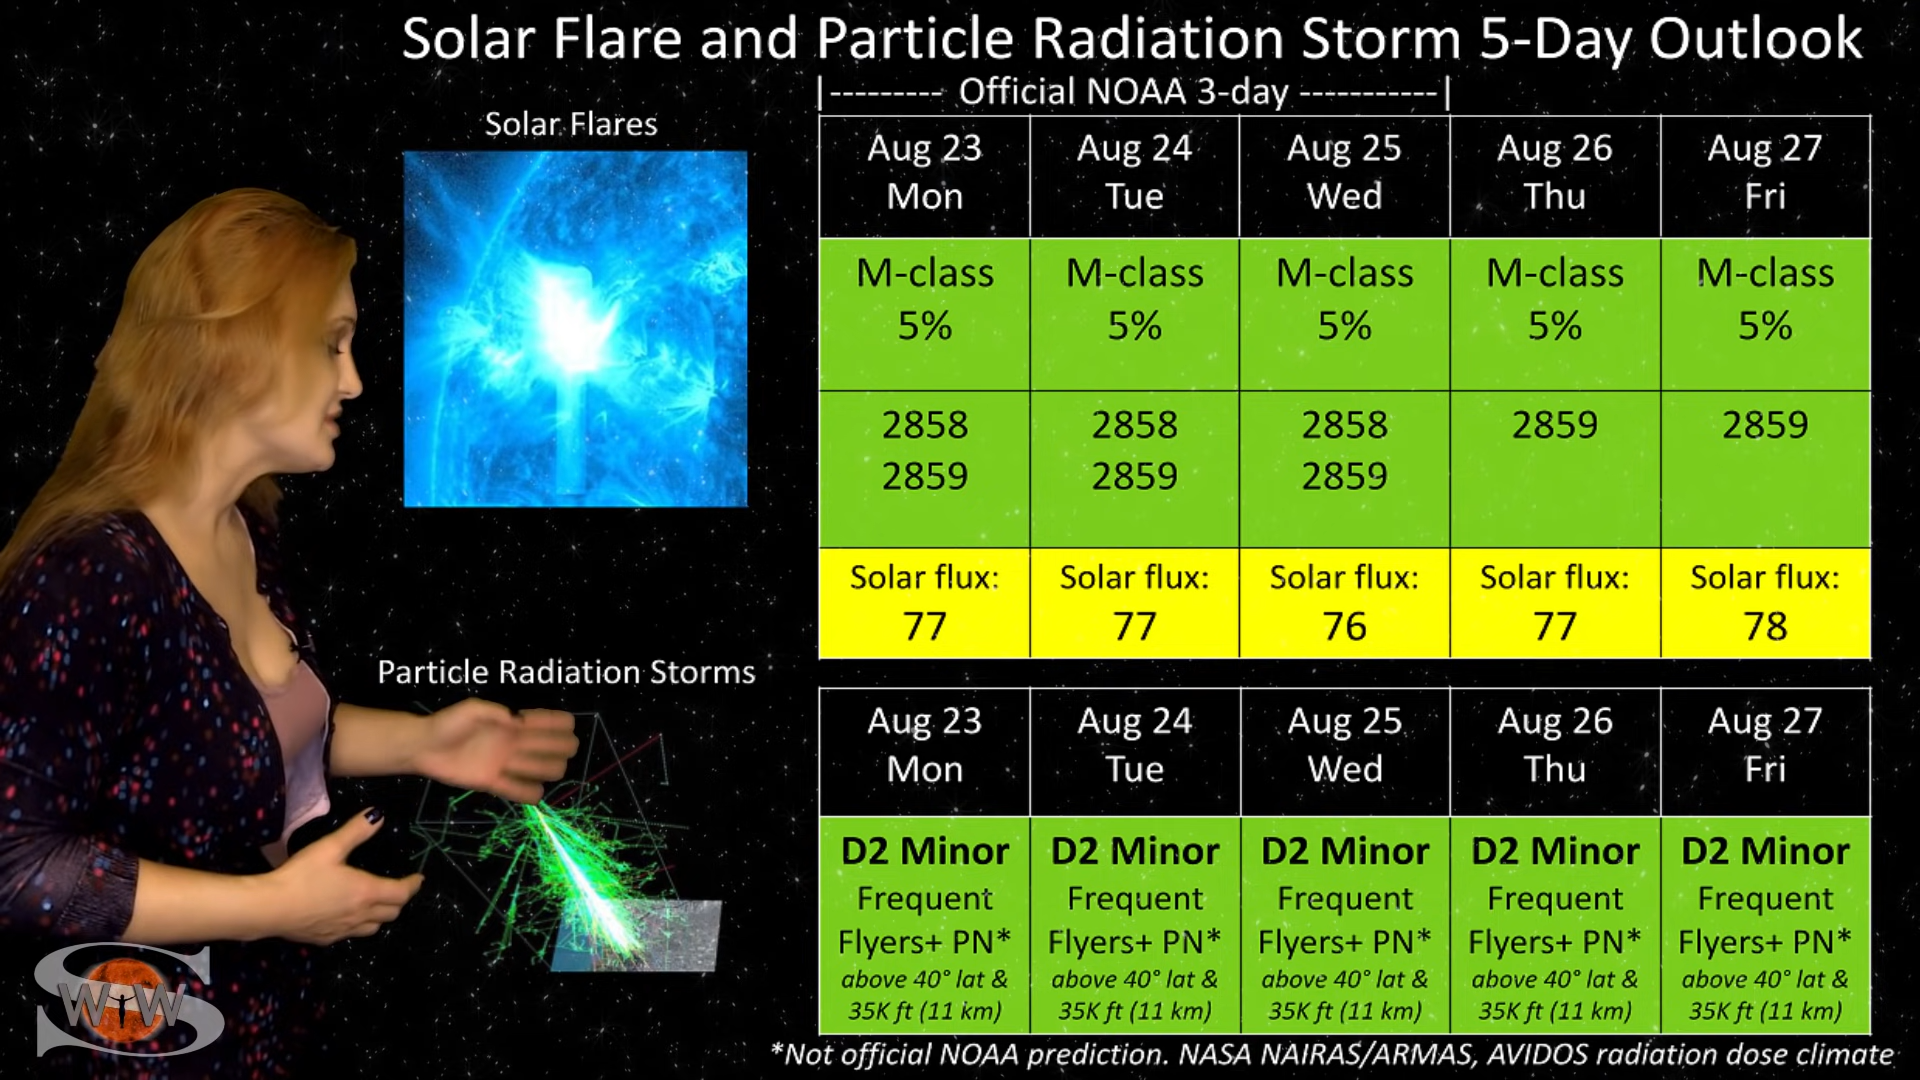 Solar Flare and Particle Radiation Storm 5-Day Outlook
|--------- Official NOAA 3-day -----------|
Solar Flares
Aug 23 Aug 24 Aug 25 Aug 26 Aug 27
Mon Tue Wed Thu Fri
M-class M-class M-class M-class M-class
5% 5% 5% 5% 5%
2858 2858 2858 2859 2859
2859 2859 2859
Solar flux: Solar flux: Solar flux: Solar flux: Solar flux:
77 77 76 77 78
Particle Radiation Storms
Aug 23 Aug 24 Aug 25 Aug 26 Aug 27
Mon Tue Wed Thu Fri
D2 Minor D2 Minor D2 Minor D2 Minor D2 Minor
Frequent Frequent Frequent Frequent Frequent
Flyers+ PN* Flyers+ PN* Flyers+ PN* Flyers+ PN* Flyers+ PN*
above 40° lat & above 40° lat & above 40° lat & above 40° lat & above 40° lat &
35K ft (11 km) 35K ft (11 km) 35K ft (11 km) 35K ft (11 km) 35K ft (11 km)
*Not official NOAA prediction. NASA NAIRAS/ARMAS, AVIDOS radiation dose climate
S
WTW